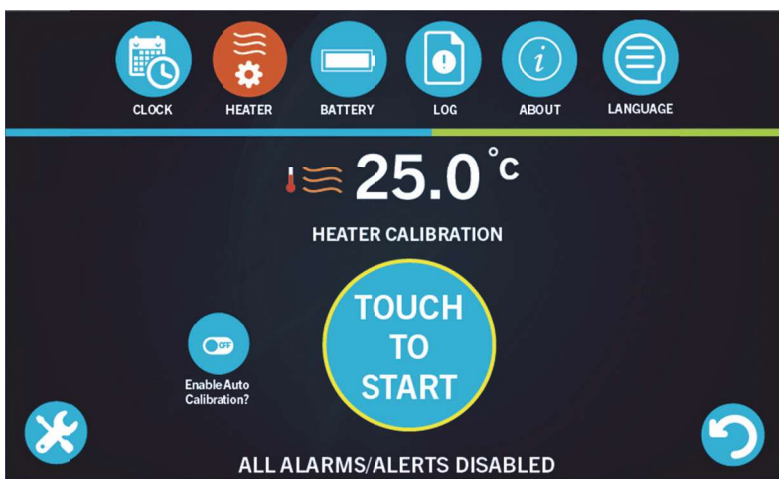 CLOCK HEATER BATTERY LOG ABOUT LANGUAGE
25.0°C
HEATER CALIBRATION
TOUCH
TO
START
OFF
Enable Auto
Calibration?
ALL ALARMS/ALERTS DISABLED